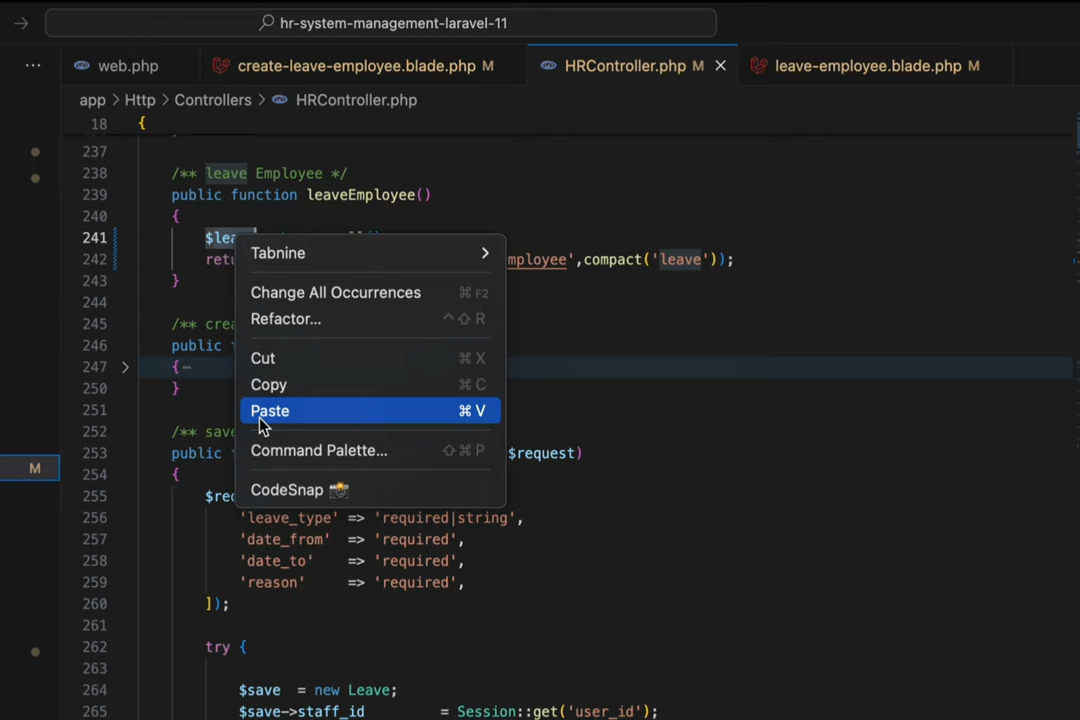 hr-system-management-laravel-11
web.php
create-leave-employee.blade.php M
HRController.php M
leave-employee.blade.php M
app > Http > Controllers > HRController.php
18 {
237
238 /** leave Employee */
239 public function leaveEmployee()
240 {
241 $lea
242 retu mployee',compact('leave'));
243 }
244
245 /** crea
246 public
247 {
250 }
251
252 /** save
253 public $request)
254 {
255 $req
256 'leave_type' => 'required|string',
257 'date_from' => 'required',
258 'date_to' => 'required',
259 'reason' => 'required',
260 ]);
261
262 try {
263
264 $save = new Leave;
265 $save->staff_id = Session::get('user_id');
Tabnine
Change All Occurrences ⌘ F2
Refactor... ^⇧ R
Cut ⌘ X
Copy ⌘ C
Paste ⌘ V
Command Palette... ⇧⌘ P
CodeSnap 📸
M